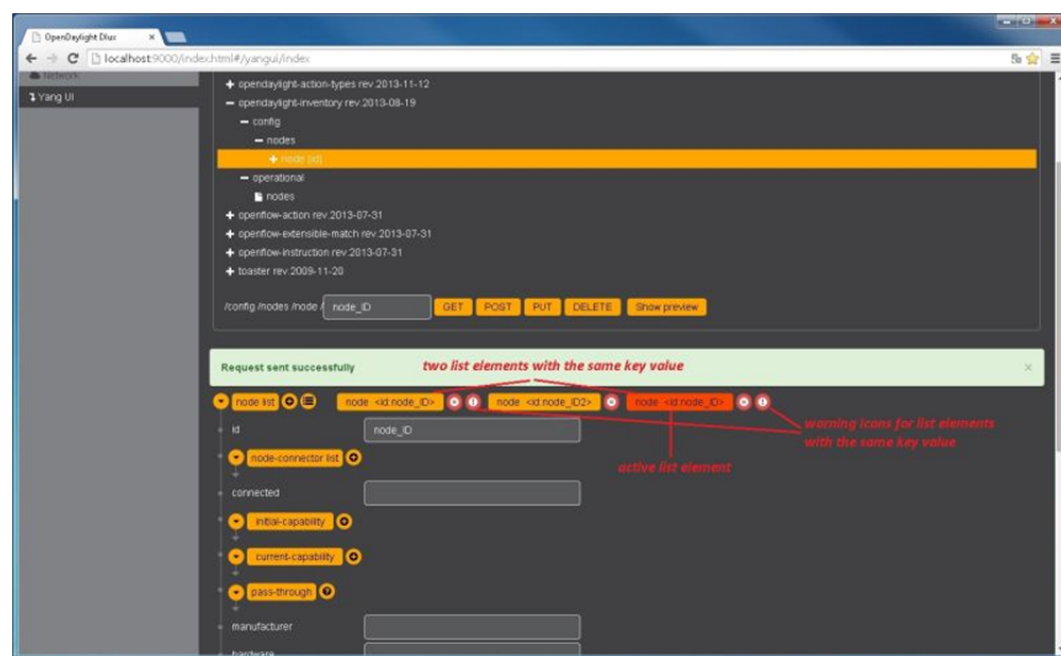 OpenDaylight Dlux
localhost:9000/index.html#/yangui/index
Network
Yang UI
opendaylight-action-types rev.2013-11-12
opendaylight-inventory rev.2013-08-19
config
nodes
node {id}
operational
nodes
openflow-action rev.2013-07-31
openflow-extensible-match rev.2013-07-31
openflow-instruction rev.2013-07-31
toaster rev.2009-11-20
/config /nodes /node / node_ID GET POST PUT DELETE Show preview
Request sent successfully two list elements with the same key value
node list node <id:node_ID> node <id:node_ID2> node <id:node_ID>
warning icons for list elements
with the same key value
id node_ID
node-connector list active list element
connected
initial-capability
current-capability
pass-through
manufacturer
hardware